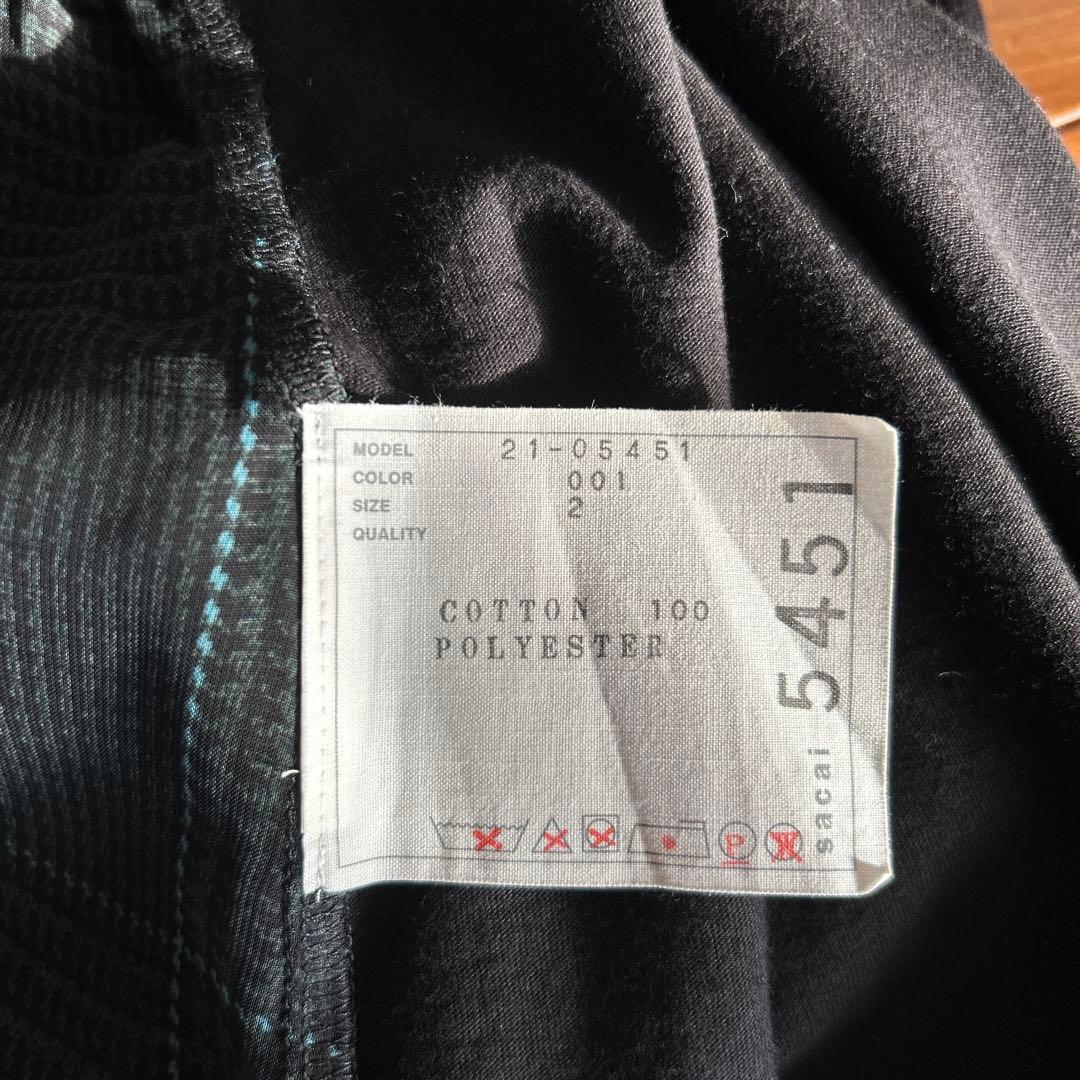 MODEL 21-05451
COLOR 001
SIZE 2
QUALITY
COTTON 100
POLYESTER
P
W
sacai 5451